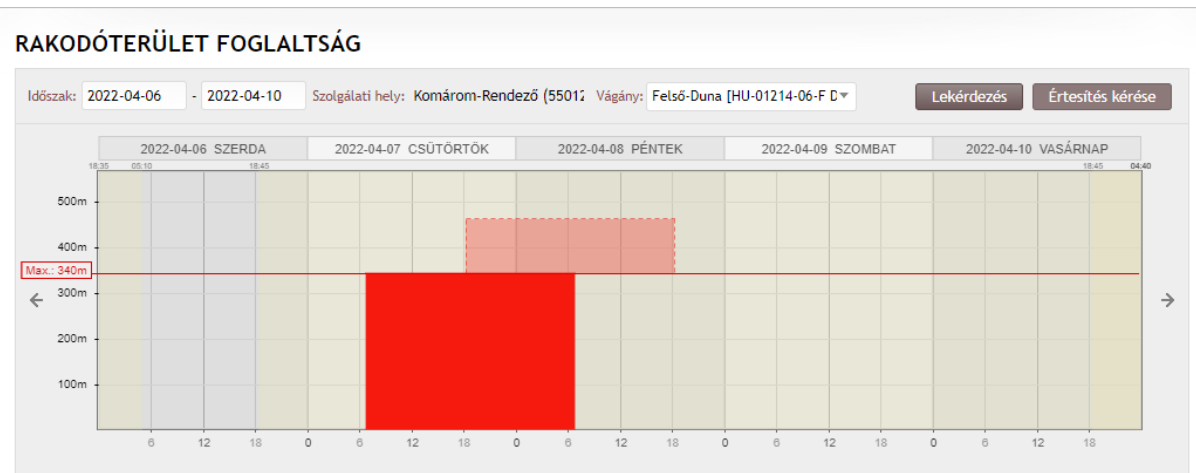 RAKODÓTERÜLET FOGLALTSÁG
Időszak: 2022-04-06 - 2022-04-10 Szolgálati hely: Komárom-Rendező (55012 Vágány: Felső-Duna [HU-01214-06-F D Lekérdezés Értesítés kérése
2022-04-06 SZERDA 2022-04-07 CSÜTÖRTÖK 2022-04-08 PÉNTEK 2022-04-09 SZOMBAT 2022-04-10 VASÁRNAP
18:35 05:10 18:45 18:45 04:40
500m
400m
Max.: 340m
300m
200m
100m
6 12 18 0 6 12 18 0 6 12 18 0 6 12 18 0 6 12 18